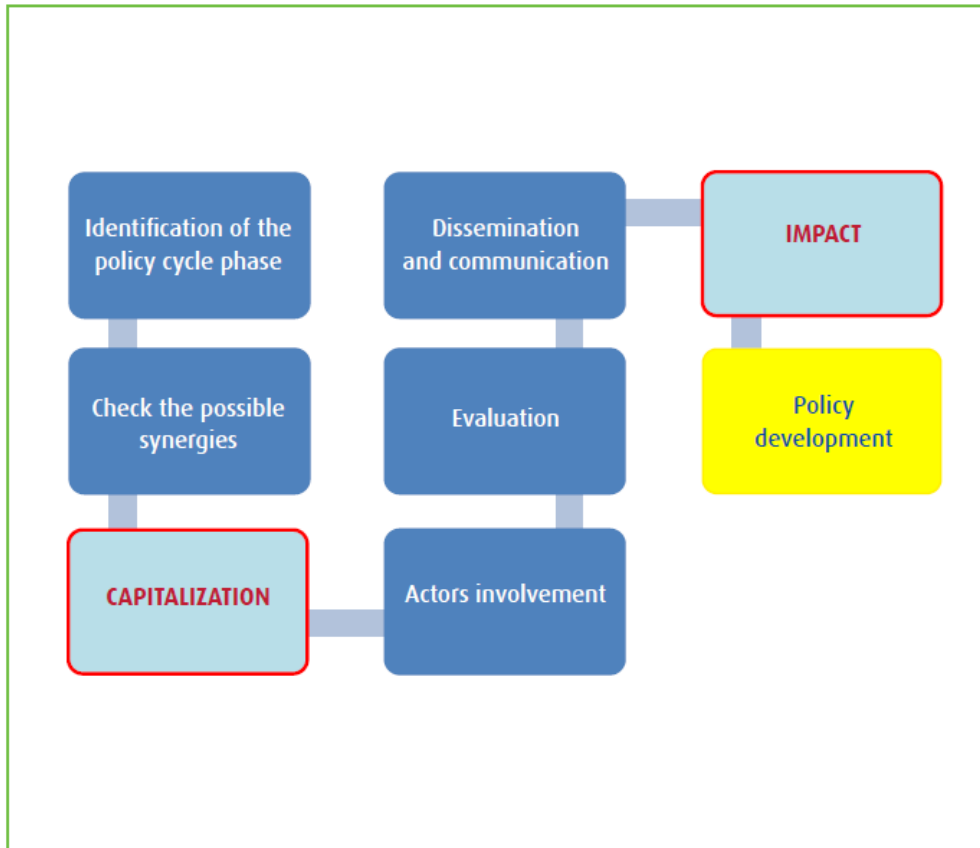 Identification of the
policy cycle phase
Check the possible
synergies
CAPITALIZATION
Dissemination
and communication
Evaluation
Actors involvement
IMPACT
Policy
development